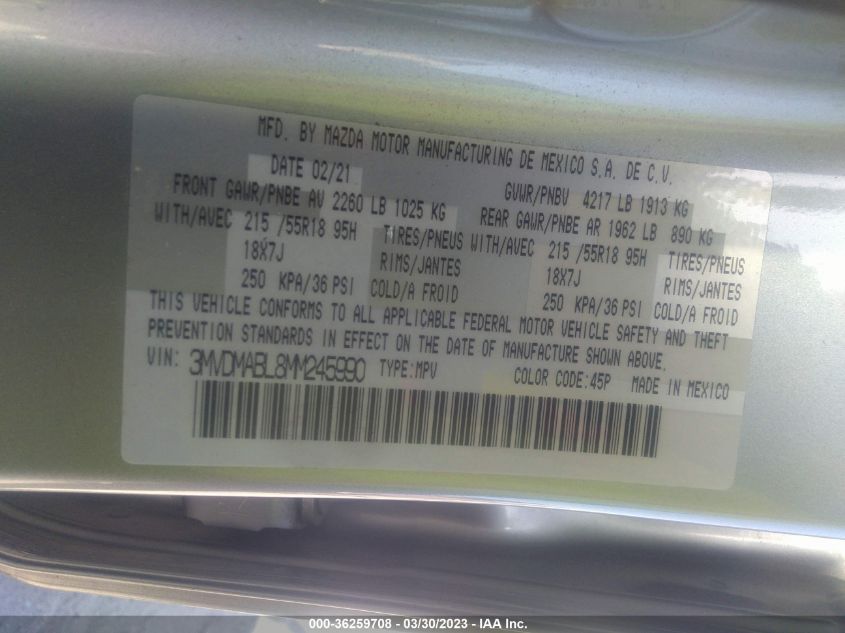 MFD. BY MAZDA MOTOR MANUFACTURING DE MEXICO S.A. DE C.V.
DATE 02/21 GVWR/PNBV 4217 LB 1913 KG
FRONT GAWR/PNBE AV 2260 LB 1025 KG REAR GAWR/PNBE AR 1962 LB 890 KG
WITH/AVEC 215 /55R18 95H TIRES/PNEUS WITH/AVEC 215 /55R18 95H TIRES/PNEUS
18X7J RIMS/JANTES 18X7J RIMS/JANTES
250 KPA/36 PSI COLD/A FROID 250 KPA/36 PSI COLD/A FROID
THIS VEHICLE CONFORMS TO ALL APPLICABLE FEDERAL MOTOR VEHICLE SAFETY AND THEFT
PREVENTION STANDARDS IN EFFECT ON THE DATE OF MANUFACTURE SHOWN ABOVE.
VIN: 3MVDMABL8MM245990 TYPE:MPV COLOR CODE:45P MADE IN MEXICO
000-36259708 - 03/30/2023 - IAA Inc.